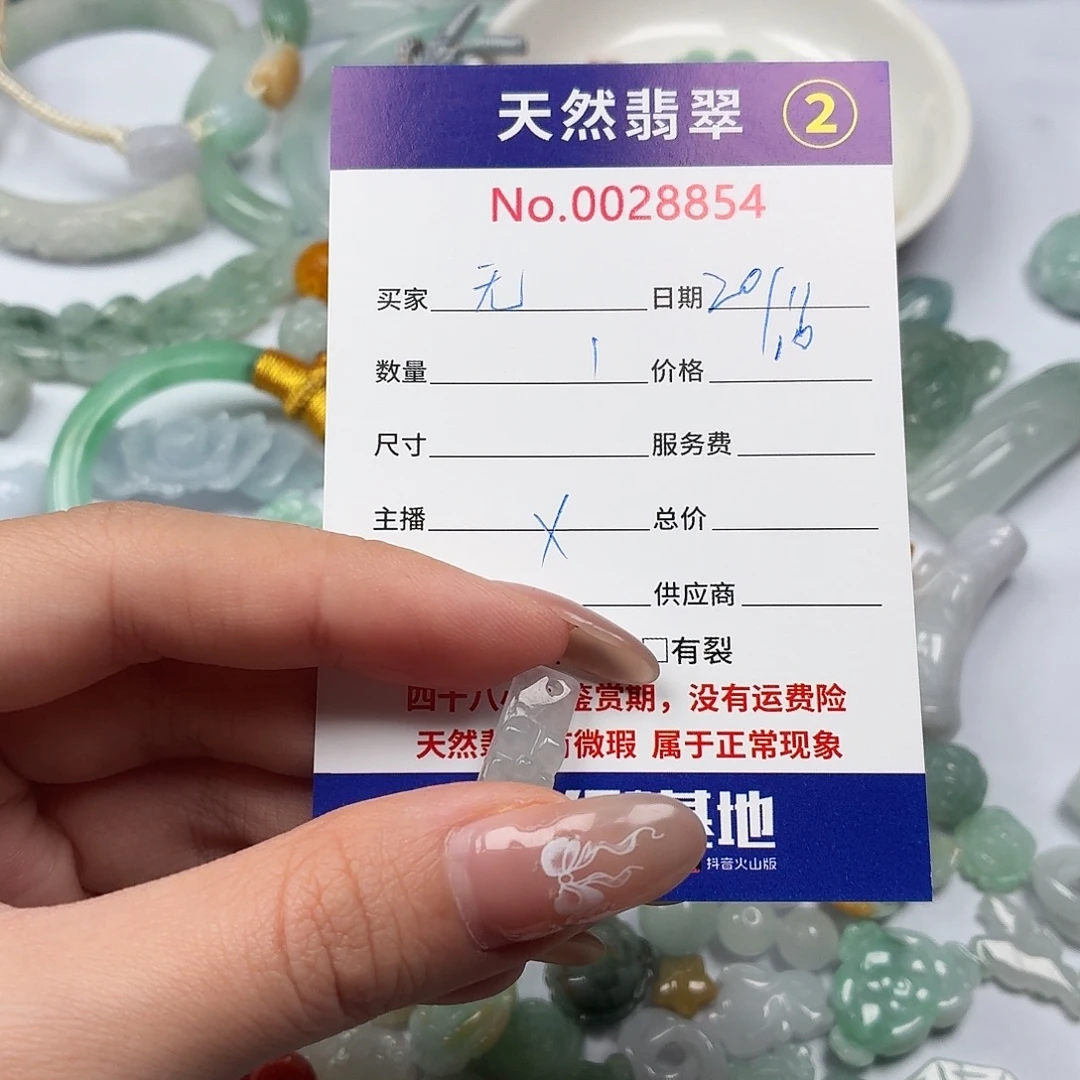 天然翡翠 ②
No.0028854
买家 无 日期 20/11/16
数量 1 价格
尺寸 服务费
主播 X 总价
供应商
□有裂
四十八 鉴赏期，没有运费险
天然 有微瑕 属于正常现象
基地
抖音火山版